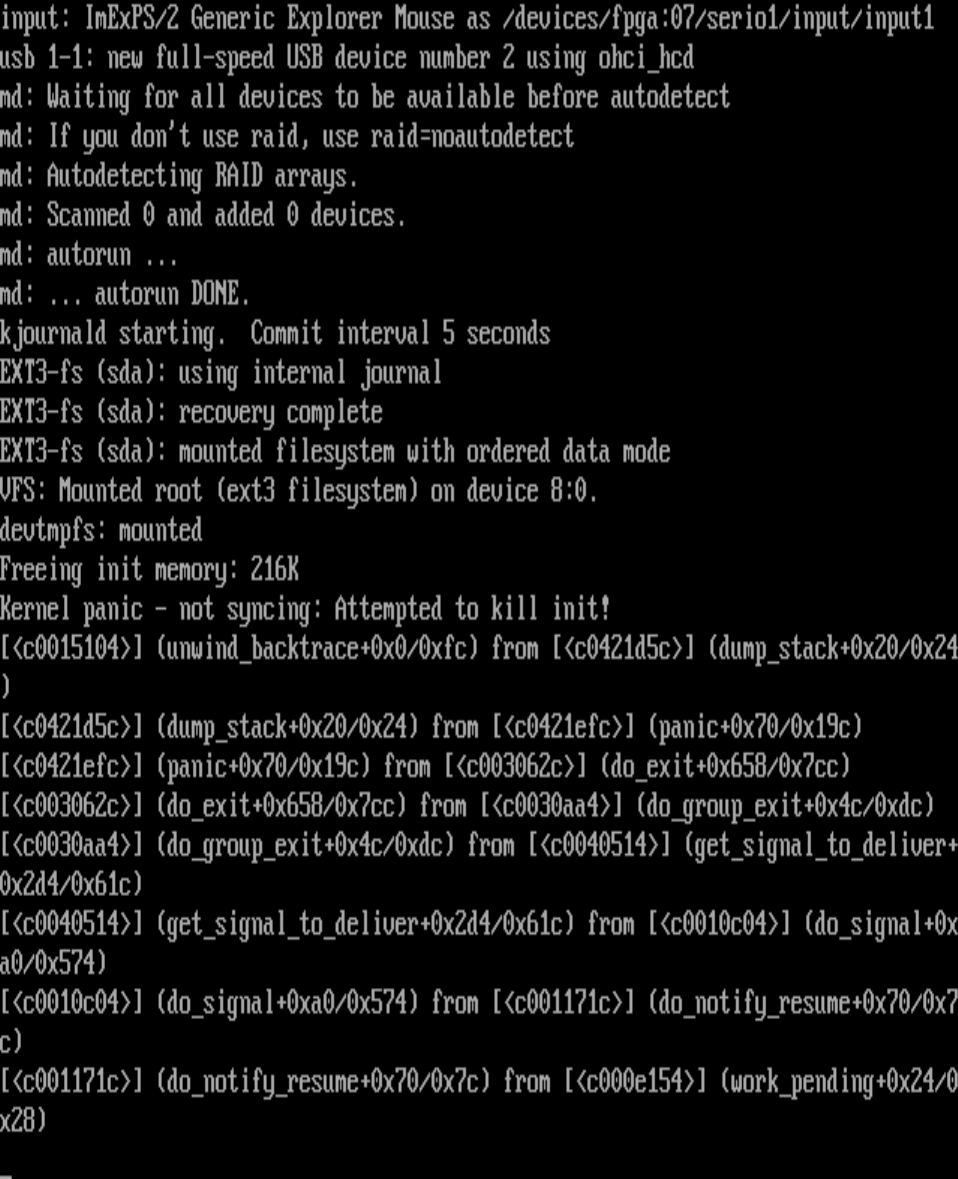 input: ImExPS/2 Generic Explorer Mouse as /devices/fpga:07/serio1/input/input1
usb 1-1: new full-speed USB device number 2 using ohci_hcd
md: Waiting for all devices to be available before autodetect
md: If you don't use raid, use raid=noautodetect
md: Autodetecting RAID arrays.
md: Scanned 0 and added 0 devices.
md: autorun ...
md: ... autorun DONE.
kjournald starting.  Commit interval 5 seconds
EXT3-fs (sda): using internal journal
EXT3-fs (sda): recovery complete
EXT3-fs (sda): mounted filesystem with ordered data mode
VFS: Mounted root (ext3 filesystem) on device 8:0.
devtmpfs: mounted
Freeing init memory: 216K
Kernel panic - not syncing: Attempted to kill init!
[<c0015104>] (unwind_backtrace+0x0/0xfc) from [<c0421d5c>] (dump_stack+0x20/0x24
)
[<c0421d5c>] (dump_stack+0x20/0x24) from [<c0421efc>] (panic+0x70/0x19c)
[<c0421efc>] (panic+0x70/0x19c) from [<c003062c>] (do_exit+0x658/0x7cc)
[<c003062c>] (do_exit+0x658/0x7cc) from [<c0030aa4>] (do_group_exit+0x4c/0xdc)
[<c0030aa4>] (do_group_exit+0x4c/0xdc) from [<c0040514>] (get_signal_to_deliver+
0x2d4/0x61c)
[<c0040514>] (get_signal_to_deliver+0x2d4/0x61c) from [<c0010c04>] (do_signal+0x
a0/0x574)
[<c0010c04>] (do_signal+0xa0/0x574) from [<c001171c>] (do_notify_resume+0x70/0x7
c)
[<c001171c>] (do_notify_resume+0x70/0x7c) from [<c000e154>] (work_pending+0x24/0
x28)